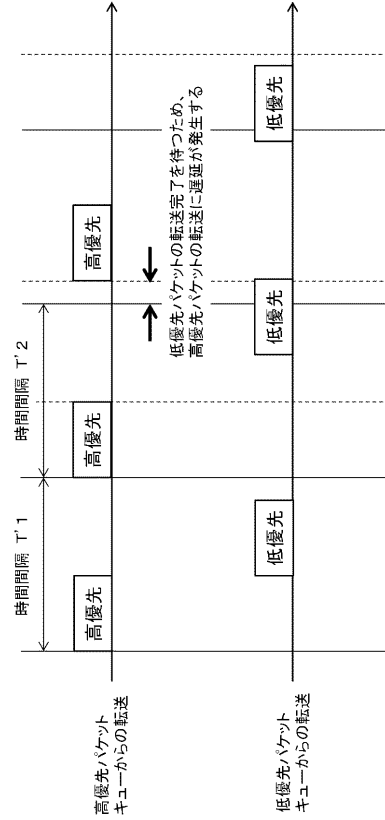 時間間隔 T'1
時間間隔 T'2
高優先パケット
キューからの転送
高優先
高優先
高優先
低優先パケットの転送完了を待つため、
高優先パケットの転送に遅延が発生する
低優先パケット
キューからの転送
低優先
低優先
低優先